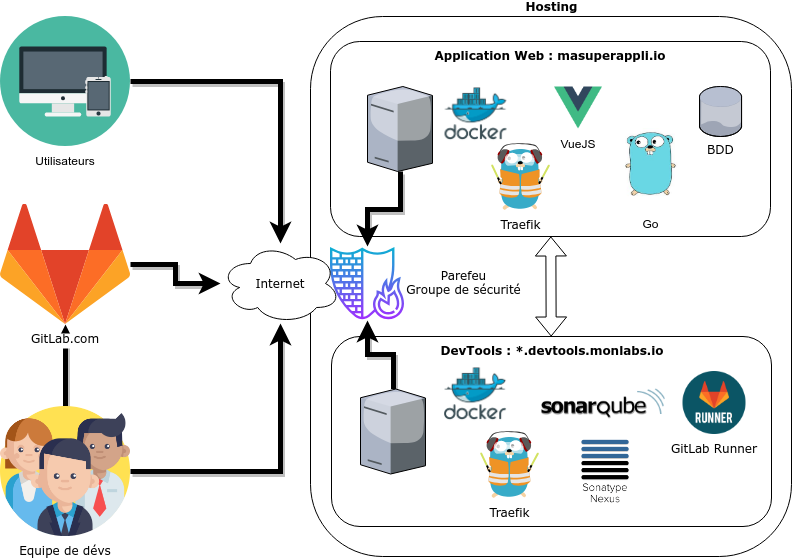 Hosting
Application Web : masuperappli.io
docker
VueJS
BDD
Traefik
Go
Utilisateurs
Internet
Parefeu
Groupe de sécurité
GitLab.com
DevTools : *.devtools.monlabs.io
docker
sonarqube
RUNNER
GitLab Runner
Traefik
Sonatype
Nexus
Equipe de dévs